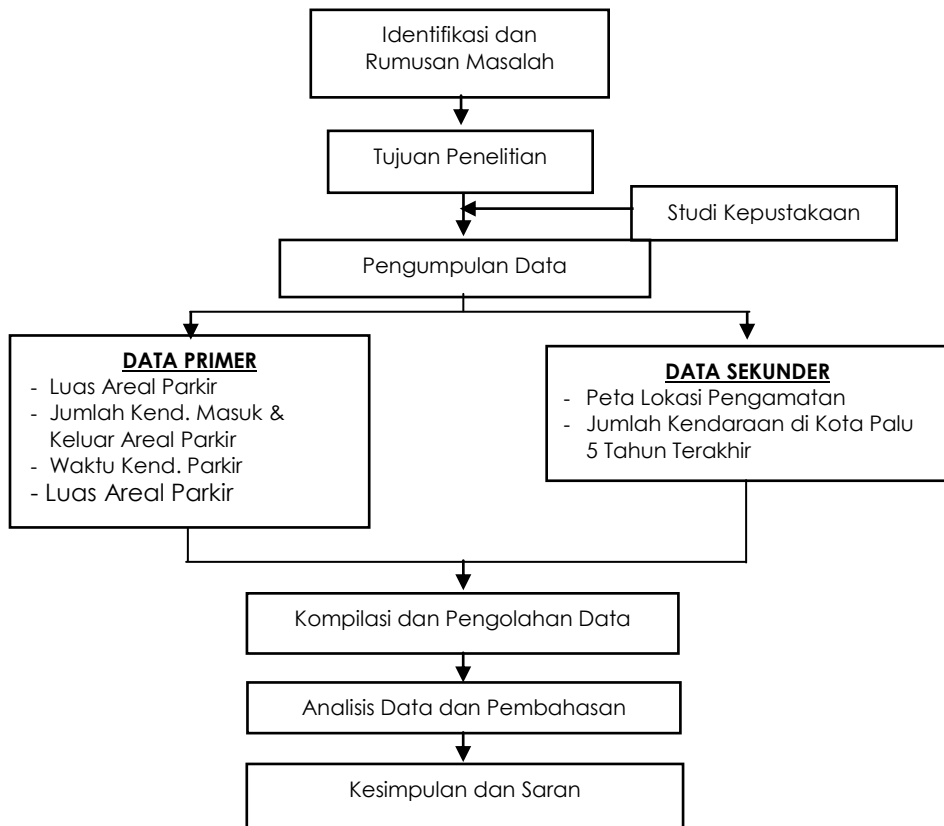 Identifikasi dan
Rumusan Masalah
Tujuan Penelitian
Studi Kepustakaan
Pengumpulan Data
DATA PRIMER
- Luas Areal Parkir
- Jumlah Kend. Masuk &
Keluar Areal Parkir
- Waktu Kend. Parkir
- Luas Areal Parkir
DATA SEKUNDER
- Peta Lokasi Pengamatan
- Jumlah Kendaraan di Kota Palu
5 Tahun Terakhir
Kompilasi dan Pengolahan Data
Analisis Data dan Pembahasan
Kesimpulan dan Saran